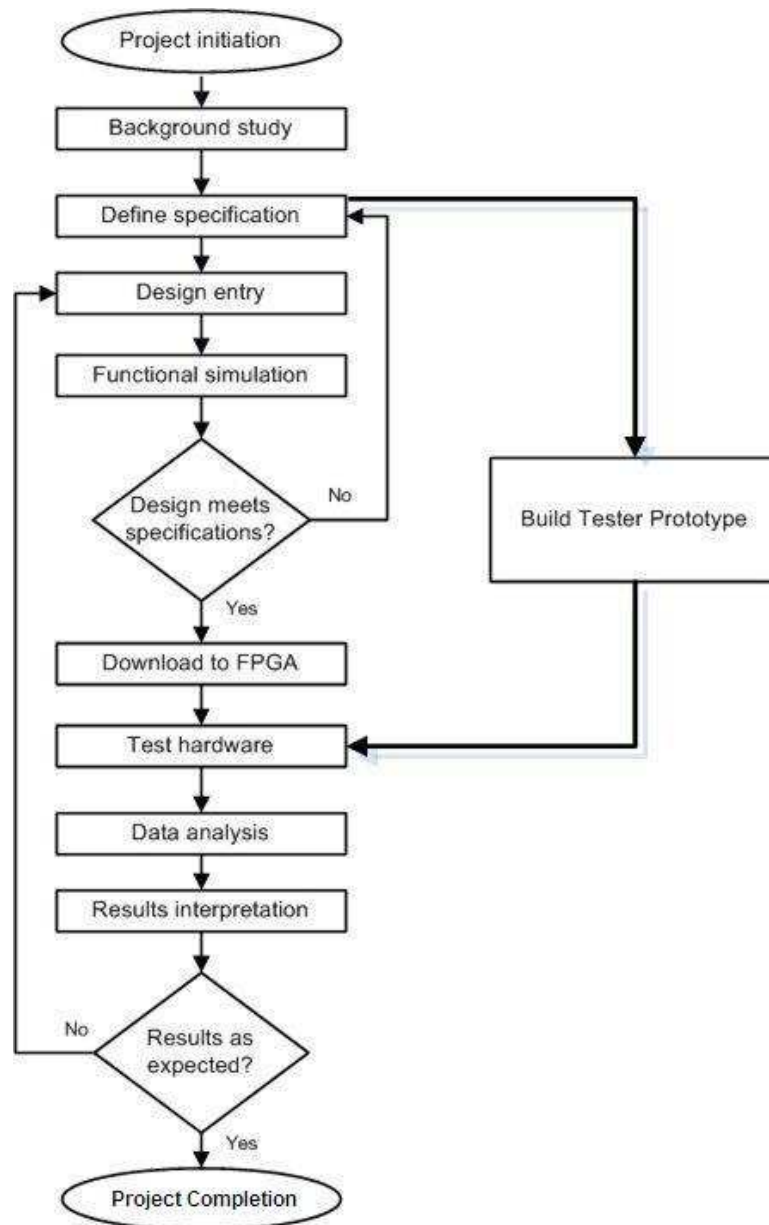 Project initiation
Background study
Define specification
Design entry
Functional simulation
Design meets
specifications?
No
Build Tester Prototype
Yes
Download to FPGA
Test hardware
Data analysis
Results interpretation
No
Results as
expected?
Yes
Project Completion